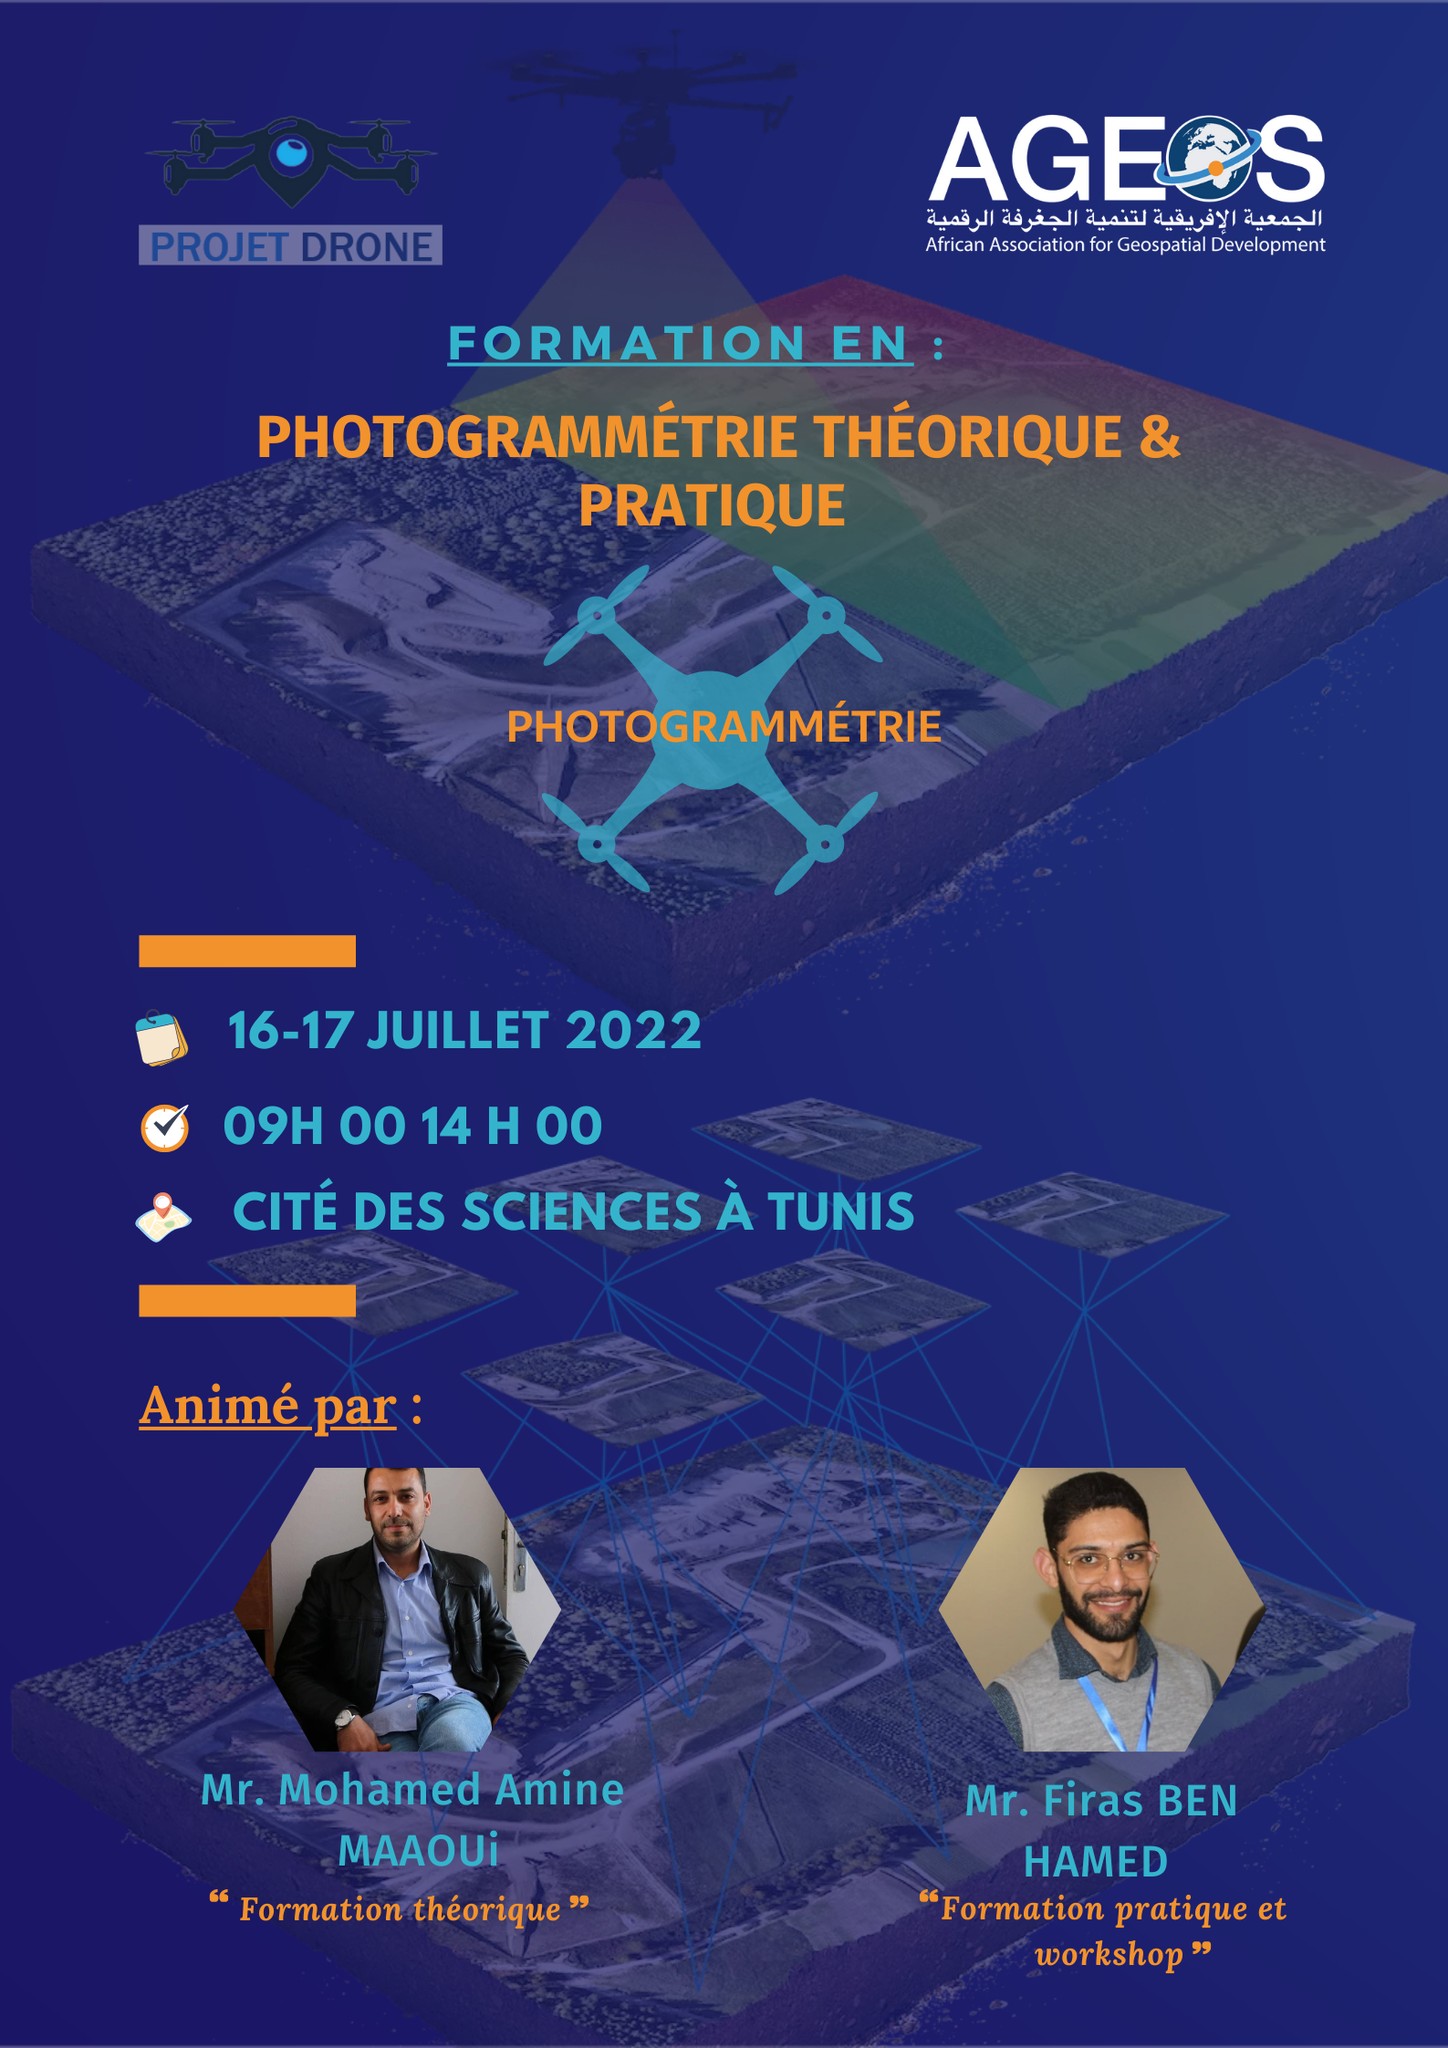 PROJET DRONE
AGEOS
الجمعية الإفريقية لتنمية الجغرفة الرقمية
African Association for Geospatial Development
FORMATION EN :
PHOTOGRAMMÉTRIE THÉORIQUE &
PRATIQUE
PHOTOGRAMMÉTRIE
16-17 JUILLET 2022
09H 00 14 H 00
CITÉ DES SCIENCES À TUNIS
Animé par :
Mr. Mohamed Amine
MAAOUi
“ Formation théorique ”
Mr. Firas BEN
HAMED
“Formation pratique et
workshop ”